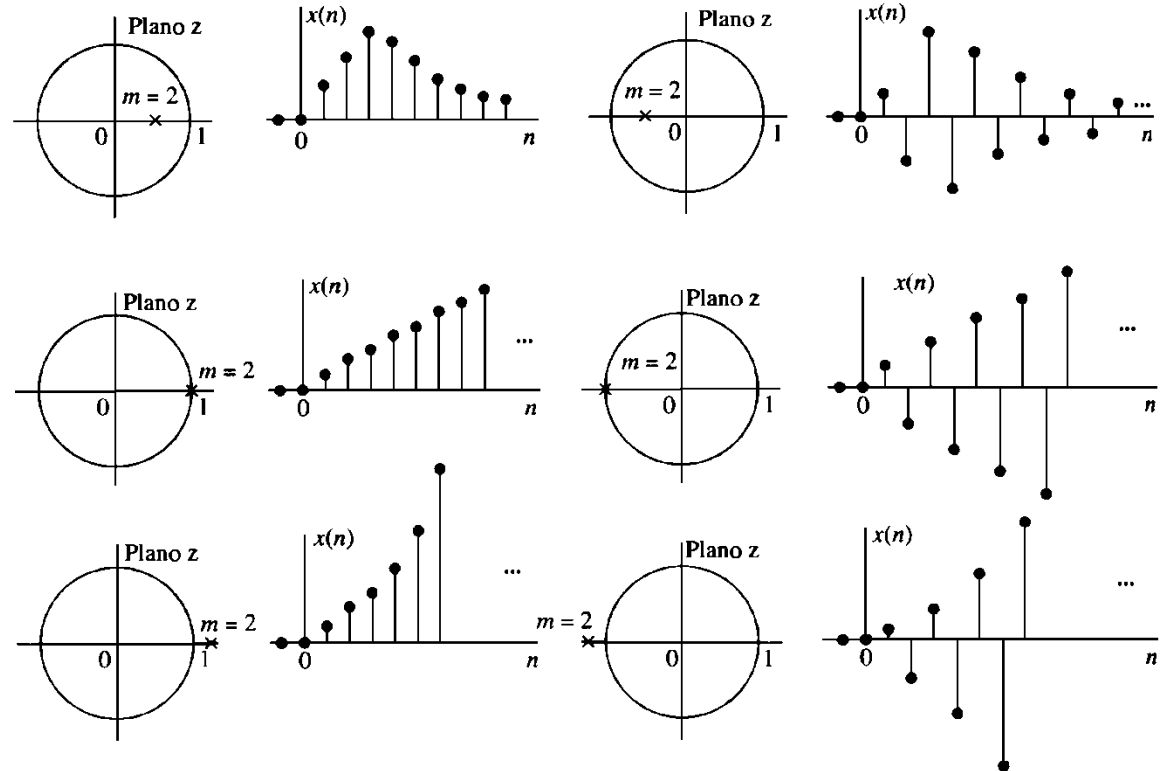 Plano z
m = 2
0
1
x(n)
0
n
Plano z
m = 2
0
1
x(n)
0
...
n
Plano z
m = 2
0
1
x(n)
...
0
n
Plano z
m = 2
0
1
x(n)
...
0
n
Plano z
m = 2
0
1
x(n)
...
0
n
Plano z
m = 2
0
1
x(n)
...
0
n